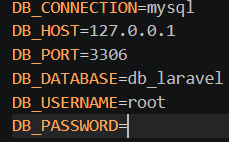 DB_CONNECTION=mysql
DB_HOST=127.0.0.1
DB_PORT=3306
DB_DATABASE=db_laravel
DB_USERNAME=root
DB_PASSWORD=